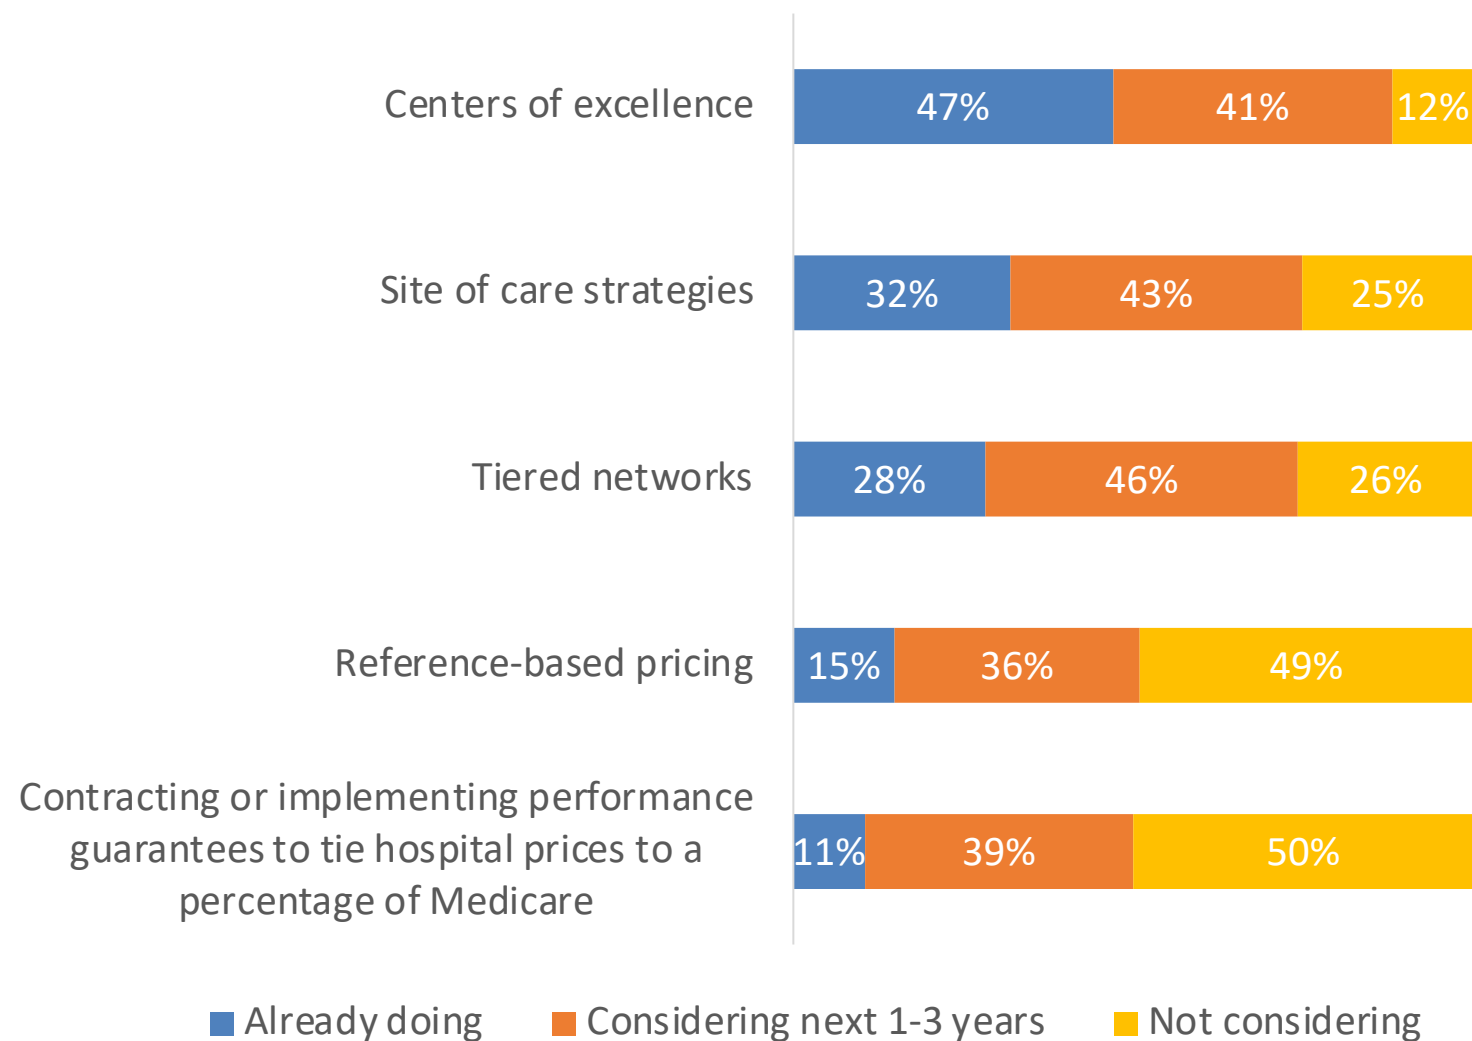 Centers of excellence
47% 41% 12%
Site of care strategies
32% 43% 25%
Tiered networks
28% 46% 26%
Reference-based pricing
15% 36% 49%
Contracting or implementing performance
guarantees to tie hospital prices to a
percentage of Medicare
11% 39% 50%
Already doing Considering next 1-3 years Not considering